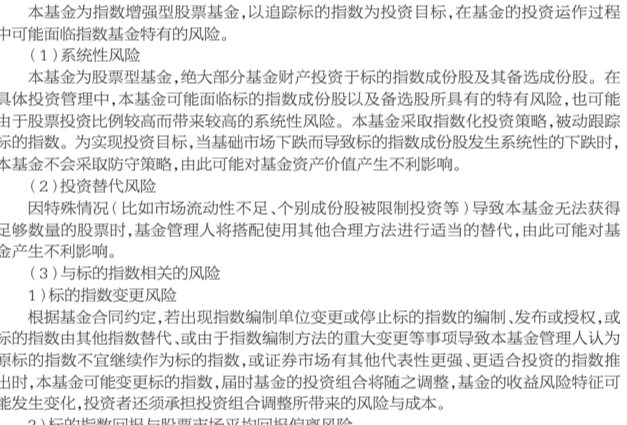 本基金为指数增强型股票基金,以追踪标的指数为投资目标,在基金的投资运作过程
中可能面临指数基金特有的风险。
(1)系统性风险
本基金为股票型基金,绝大部分基金财产投资于标的指数成份股及其备选成份股。在
具体投资管理中,本基金可能面临标的指数成份股以及备选股所具有的特有风险,也可能
由于股票投资比例较高而带来较高的系统性风险。本基金采取指数化投资策略,被动跟踪
标的指数。为实现投资目标,当基础市场下跌而导致标的指数成份股发生系统性的下跌时,
本基金不会采取防守策略,由此可能对基金资产价值产生不利影响。
(2)投资替代风险
因特殊情况(比如市场流动性不足、个别成份股被限制投资等)导致本基金无法获得
足够数量的股票时,基金管理人将搭配使用其他合理方法进行适当的替代,由此可能对基
金产生不利影响。
(3)与标的指数相关的风险
1)标的指数变更风险
根据基金合同约定,若出现指数编制单位变更或停止标的指数的编制、发布或授权,或
标的指数由其他指数替代、或由于指数编制方法的重大变更等事项导致本基金管理人认为
原标的指数不宜继续作为标的指数,或证券市场有其他代表性更强、更适合投资的指数推
出时,本基金可能变更标的指数,届时基金的投资组合将随之调整,基金的收益风险特征可
能发生变化,投资者还须承担投资组合调整所带来的风险与成本。
2)标的指数回报与股票市场平均回报偏离风险